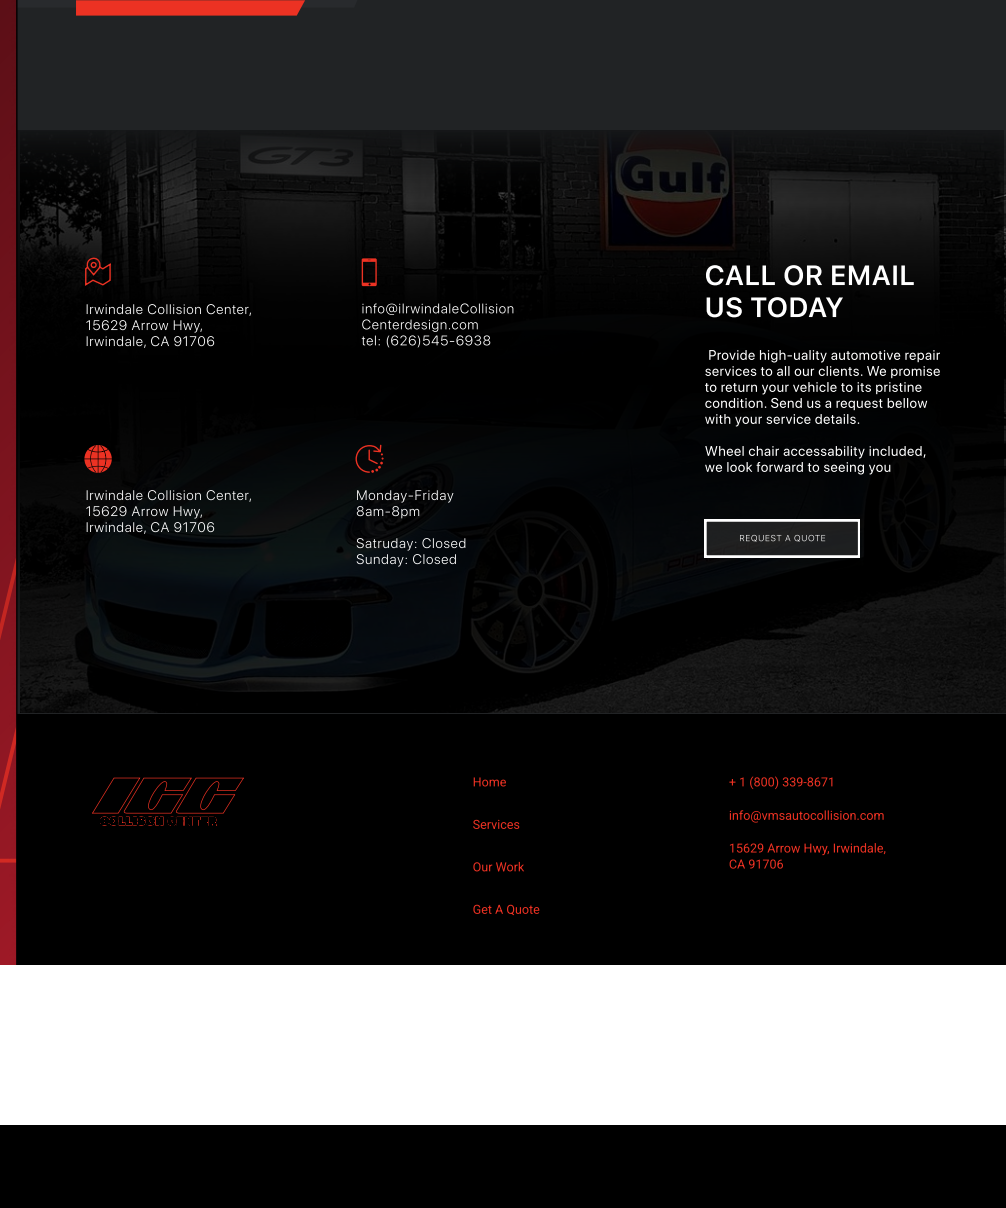 GT3
Gulf
Irwindale Collision Center,
15629 Arrow Hwy,
Irwindale, CA 91706
info@ilrwindaleCollision
Centerdesign.com
tel: (626)545-6938
Irwindale Collision Center,
15629 Arrow Hwy,
Irwindale, CA 91706
Monday-Friday
8am-8pm
Satruday: Closed
Sunday: Closed
CALL OR EMAIL
US TODAY
Provide high-uality automotive repair
services to all our clients. We promise
to return your vehicle to its pristine
condition. Send us a request bellow
with your service details.
Wheel chair accessability included,
we look forward to seeing you
REQUEST A QUOTE
ICC
COLLISION CENTER
Home
Services
Our Work
Get A Quote
+ 1 (800) 339-8671
info@vmsautocollision.com
15629 Arrow Hwy, Irwindale,
CA 91706